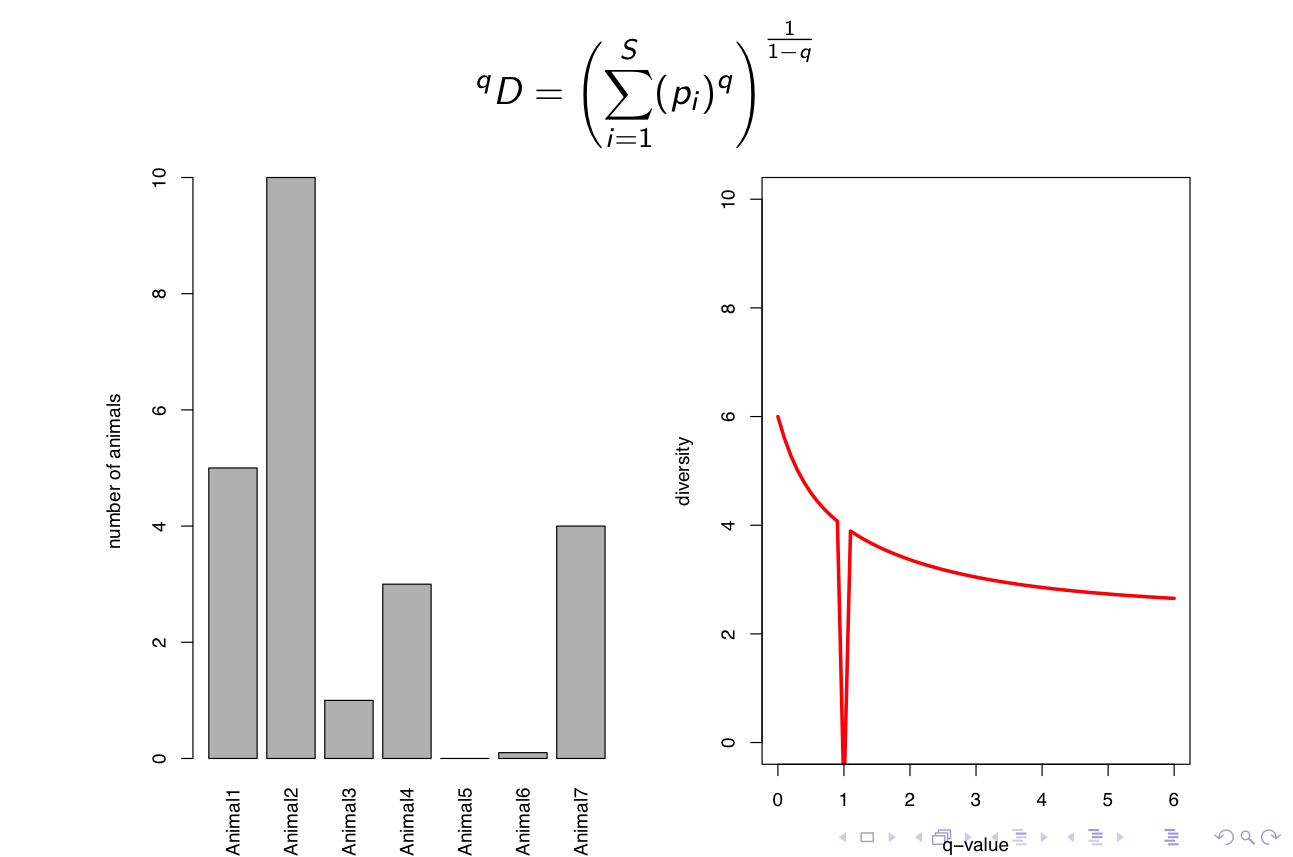 qD = (∑_{i=1}^{S} (p_i)^q)^{1/(1−q)}
number of animals
10
8
6
4
2
0
Animal1
Animal2
Animal3
Animal4
Animal5
Animal6
Animal7
diversity
10
8
6
4
2
0
0 1 2 3 4 5 6
q−value